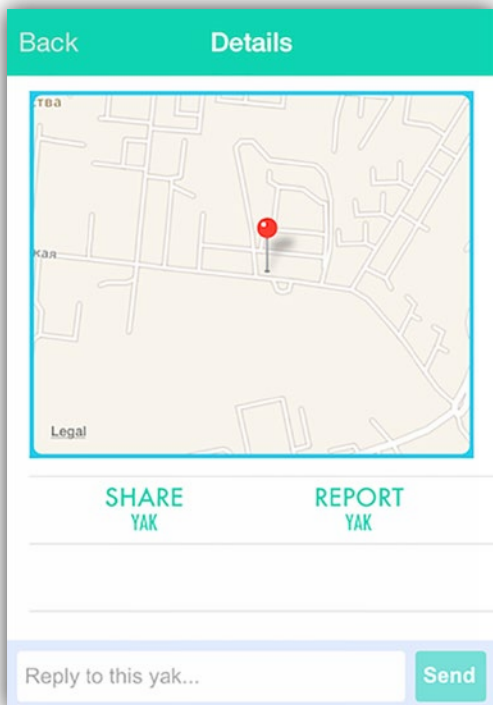 Back
Details
тва
кая
Legal
SHARE
YAK
REPORT
YAK
Reply to this yak...
Send